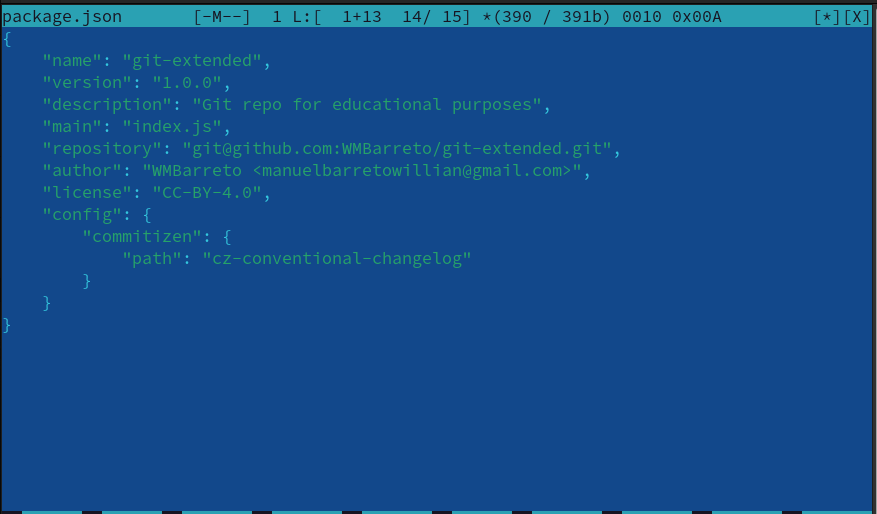 package.json [-M--] 1 L:[ 1+13 14/ 15] *(390 / 391b) 0010 0x00A [*][X]
{
    "name": "git-extended",
    "version": "1.0.0",
    "description": "Git repo for educational purposes",
    "main": "index.js",
    "repository": "git@github.com:WMBarreto/git-extended.git",
    "author": "WMBarreto <manuelbarretowillian@gmail.com>",
    "license": "CC-BY-4.0",
    "config": {
        "commitizen": {
            "path": "cz-conventional-changelog"
        }
    }
}